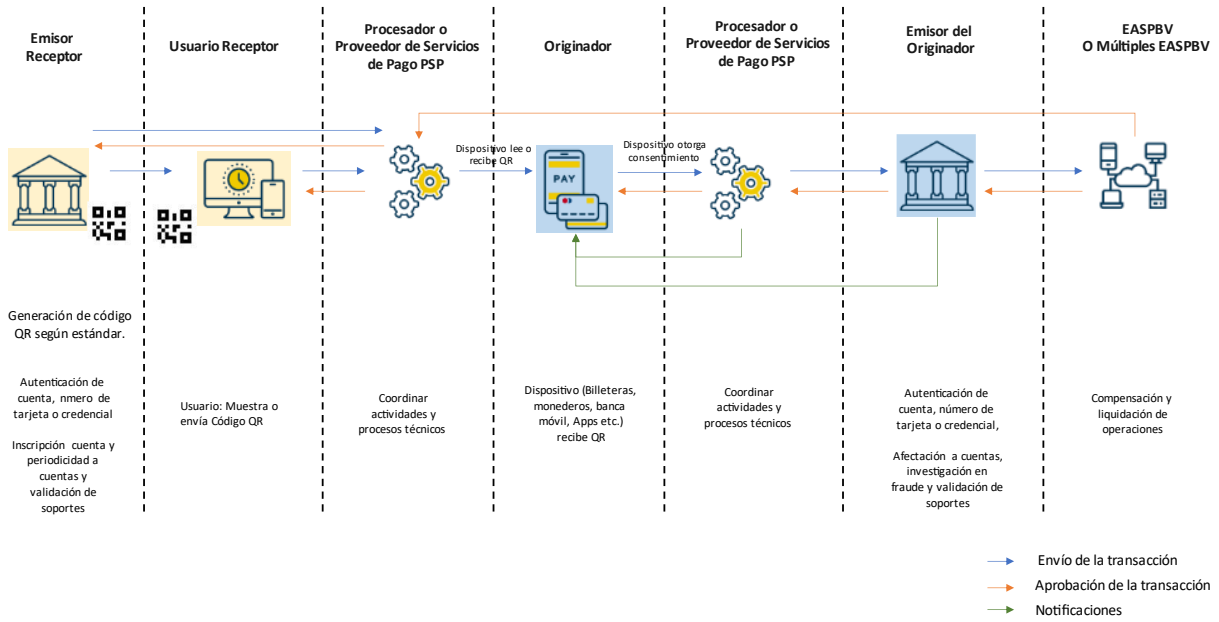 Emisor
Receptor
Usuario Receptor
Procesador o
Proveedor de Servicios
de Pago PSP
Originador
Procesador o
Proveedor de Servicios
de Pago PSP
Emisor del
Originador
EASPBV
O Múltiples EASPBV
Dispositivo lee o
recibe QR
Dispositivo otorga
consentimiento
PAY
Generación de código
QR según estándar.
Autenticación de
cuenta, nmero de
tarjeta o credencial
Inscripción cuenta y
periodicidad a
cuentas y
validación de
soportes
Usuario: Muestra o
envía Código QR
Coordinar
actividades y
procesos técnicos
Dispositivo (Billeteras,
monederos, banca
móvil, Apps etc.)
recibe QR
Coordinar
actividades y
procesos técnicos
Autenticación de
cuenta, número de
tarjeta o credencial,
Afectación a cuentas,
investigación en
fraude y validación de
soportes
Compensación y
liquidación de
operaciones
Envío de la transacción
Aprobación de la transacción
Notificaciones